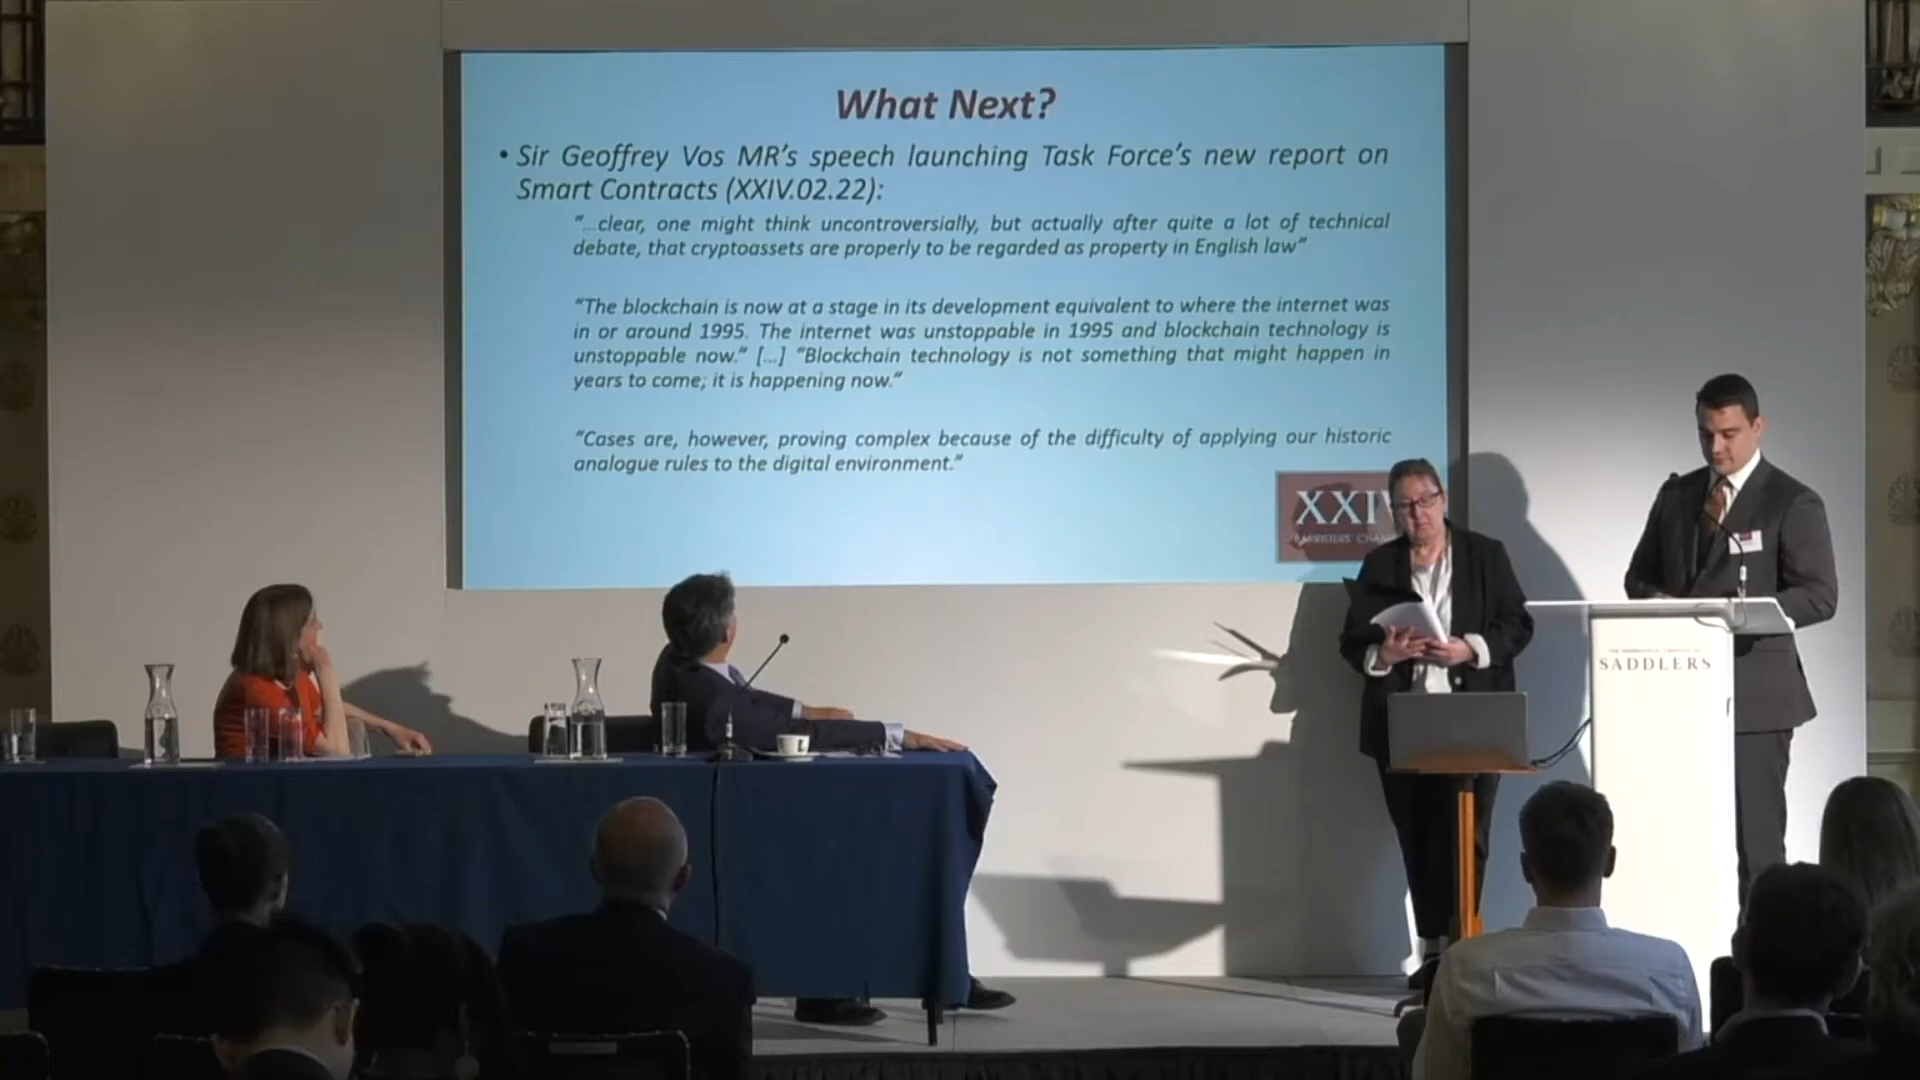 What Next?
• Sir Geoffrey Vos MR’s speech launching Task Force’s new report on
Smart Contracts (XXIV.02.22):
“…clear, one might think uncontroversially, but actually after quite a lot of technical
debate, that cryptoassets are properly to be regarded as property in English law”
“The blockchain is now at a stage in its development equivalent to where the internet was
in or around 1995. The internet was unstoppable in 1995 and blockchain technology is
unstoppable now.” […] “Blockchain technology is not something that might happen in
years to come; it is happening now.”
“Cases are, however, proving complex because of the difficulty of applying our historic
analogue rules to the digital environment.”
XXIV
BARRISTERS' CHAM
SADDLERS